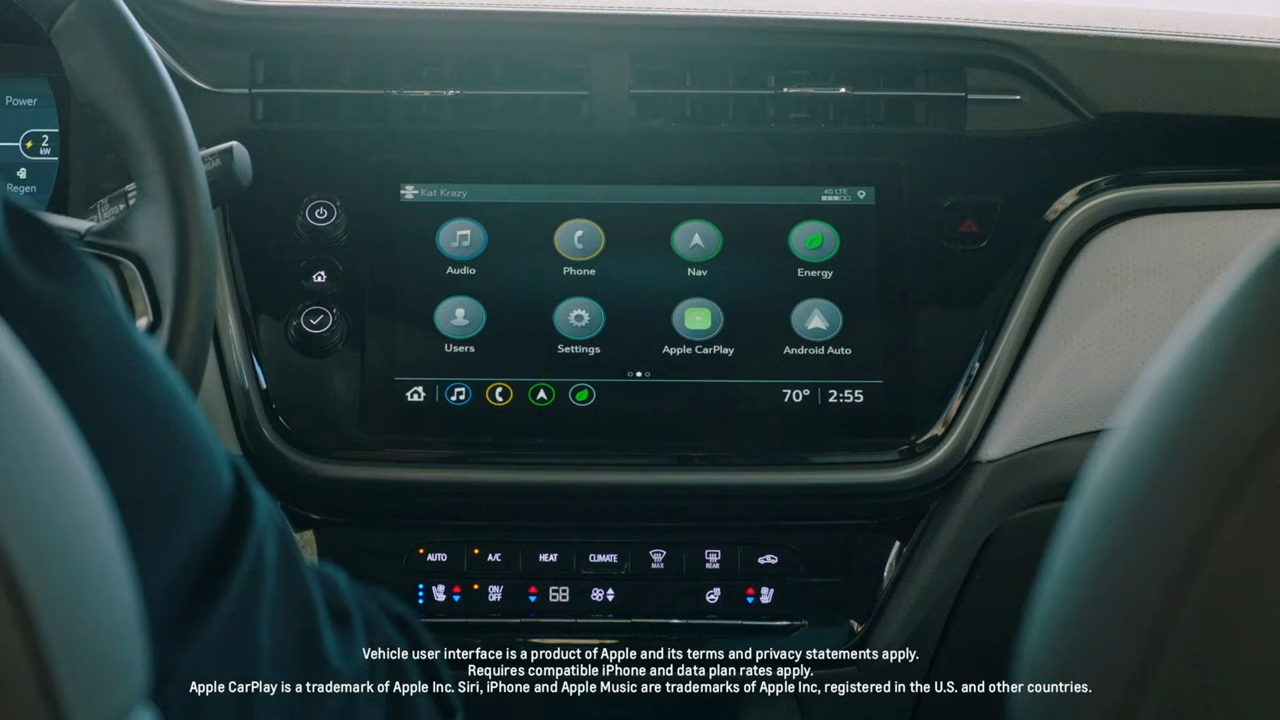 Power
2
kW
Regen
REAR
AUTO
Kat Krazy
4G LTE
Audio
Phone
Nav
Energy
Users
Settings
Apple CarPlay
Android Auto
70° 2:55
AUTO A/C HEAT CLIMATE MAX REAR
ON/
OFF
68
Vehicle user interface is a product of Apple and its terms and privacy statements apply.
Requires compatible iPhone and data plan rates apply.
Apple CarPlay is a trademark of Apple Inc. Siri, iPhone and Apple Music are trademarks of Apple Inc, registered in the U.S. and other countries.